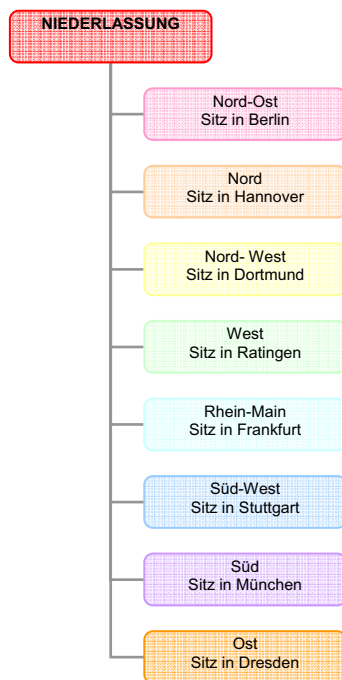 NIEDERLASSUNG
Nord-Ost
Sitz in Berlin
Nord
Sitz in Hannover
Nord- West
Sitz in Dortmund
West
Sitz in Ratingen
Rhein-Main
Sitz in Frankfurt
Süd-West
Sitz in Stuttgart
Süd
Sitz in München
Ost
Sitz in Dresden